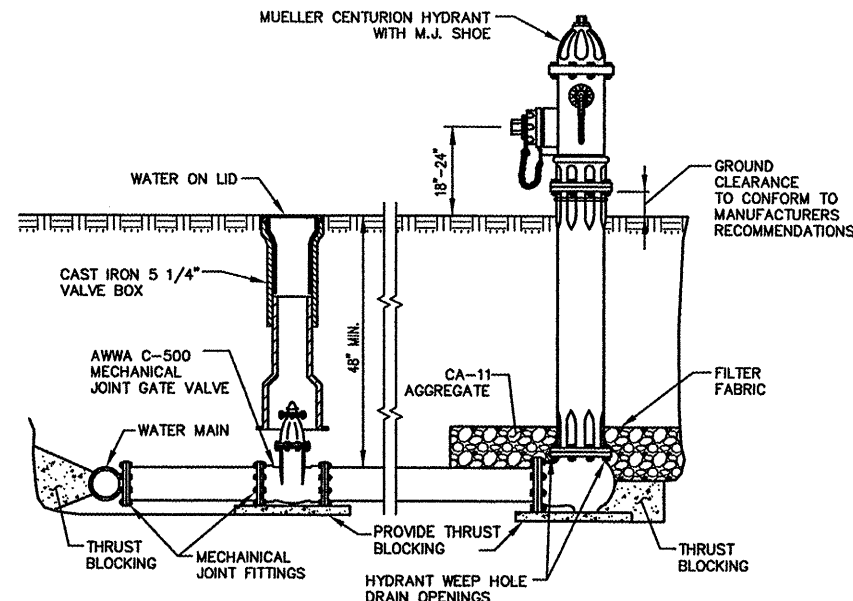 MUELLER CENTURION HYDRANT
WITH M.J. SHOE
18"-24"
GROUND
CLEARANCE
TO CONFORM TO
MANUFACTURERS
RECOMMENDATIONS
WATER ON LID
CAST IRON 5 1/4"
VALVE BOX
48" MIN.
AWWA C-500
MECHANICAL
JOINT GATE VALVE
CA-11
AGGREGATE
FILTER
FABRIC
WATER MAIN
THRUST
BLOCKING
MECHAINICAL
JOINT FITTINGS
PROVIDE THRUST
BLOCKING
HYDRANT WEEP HOLE
DRAIN OPENINGS
THRUST
BLOCKING